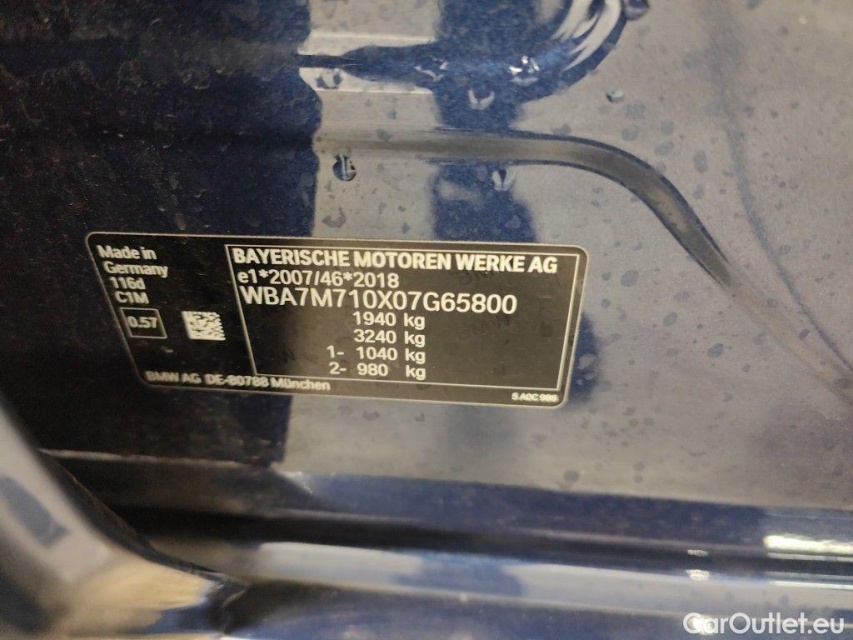 Made in
Germany
116d
C1M
0.57
BAYERISCHE MOTOREN WERKE AG
e1*2007/46*2018
WBA7M710X07G65800
1940 kg
3240 kg
1- 1040 kg
2- 980 kg
BMW AG DE-80788 München
CarOutlet.eu